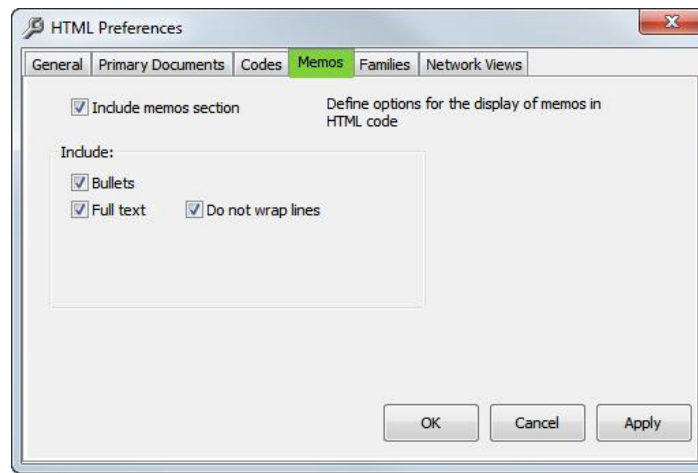 HTML Preferences
General Primary Documents Codes Memos Families Network Views
Include memos section
Define options for the display of memos in
HTML code
Include:
Bullets
Full text Do not wrap lines
OK Cancel Apply